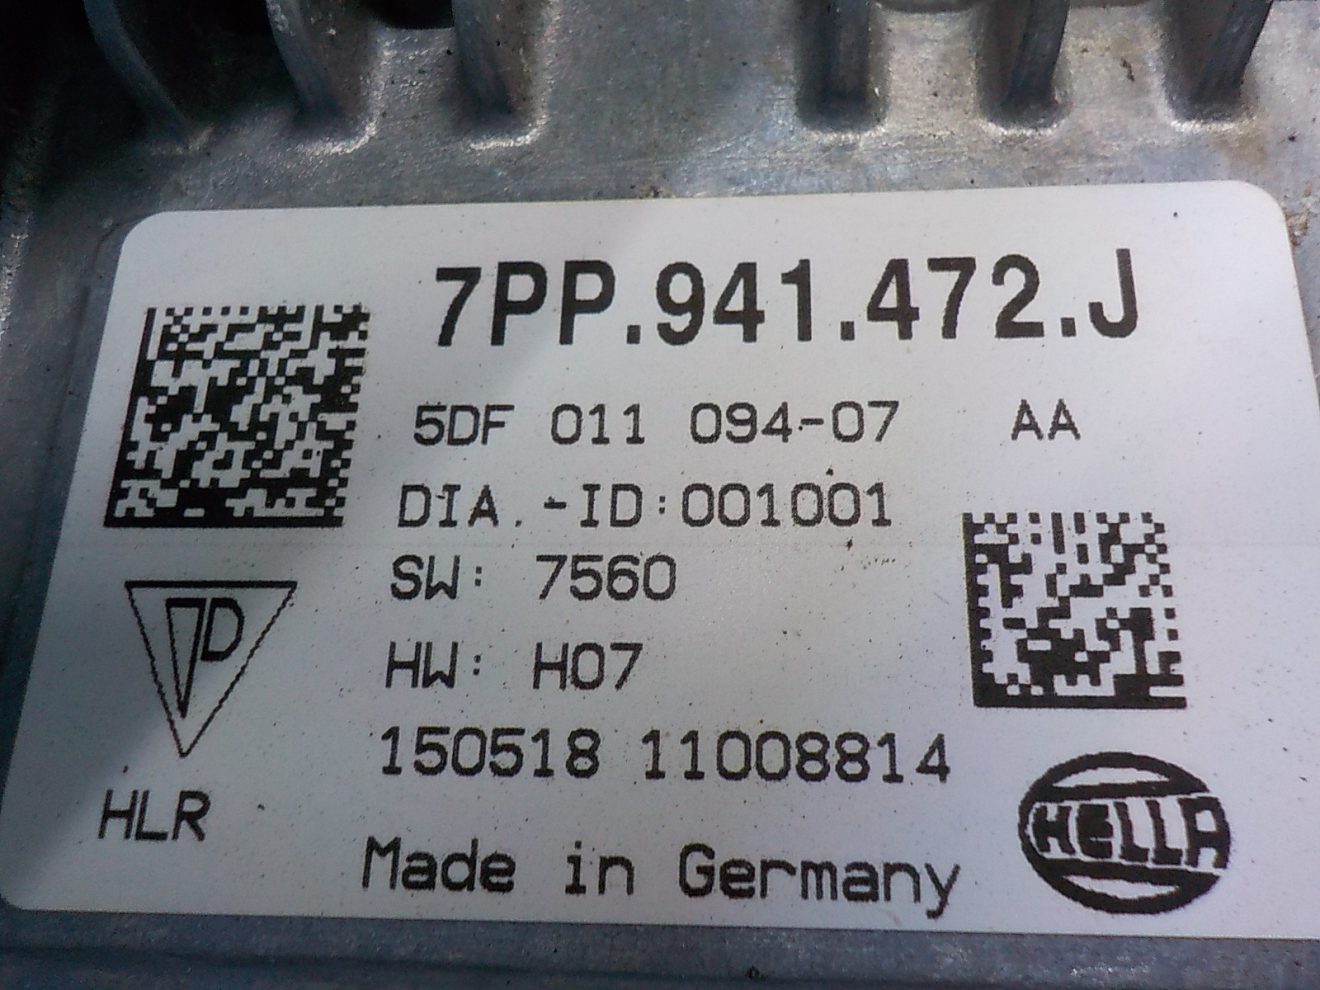 7PP.941.472.J
5DF 011 094-07 AA
DIA.-ID:001001
SW: 7560
HW: H07
150518 11008814
HLR
Made in Germany
HELLA